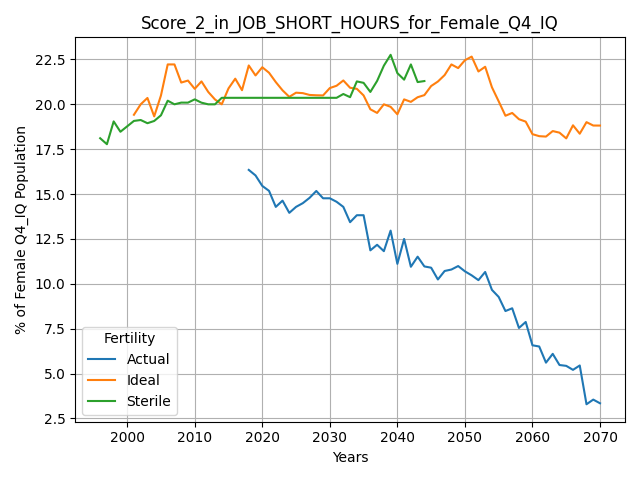 Score_2_in_JOB_SHORT_HOURS_for_Female_Q4_IQ
% of Female Q4_IQ Population
22.5
20.0
17.5
15.0
12.5
10.0
7.5
5.0
2.5
Fertility
Actual
Ideal
Sterile
2000 2010 2020 2030 2040 2050 2060 2070
Years